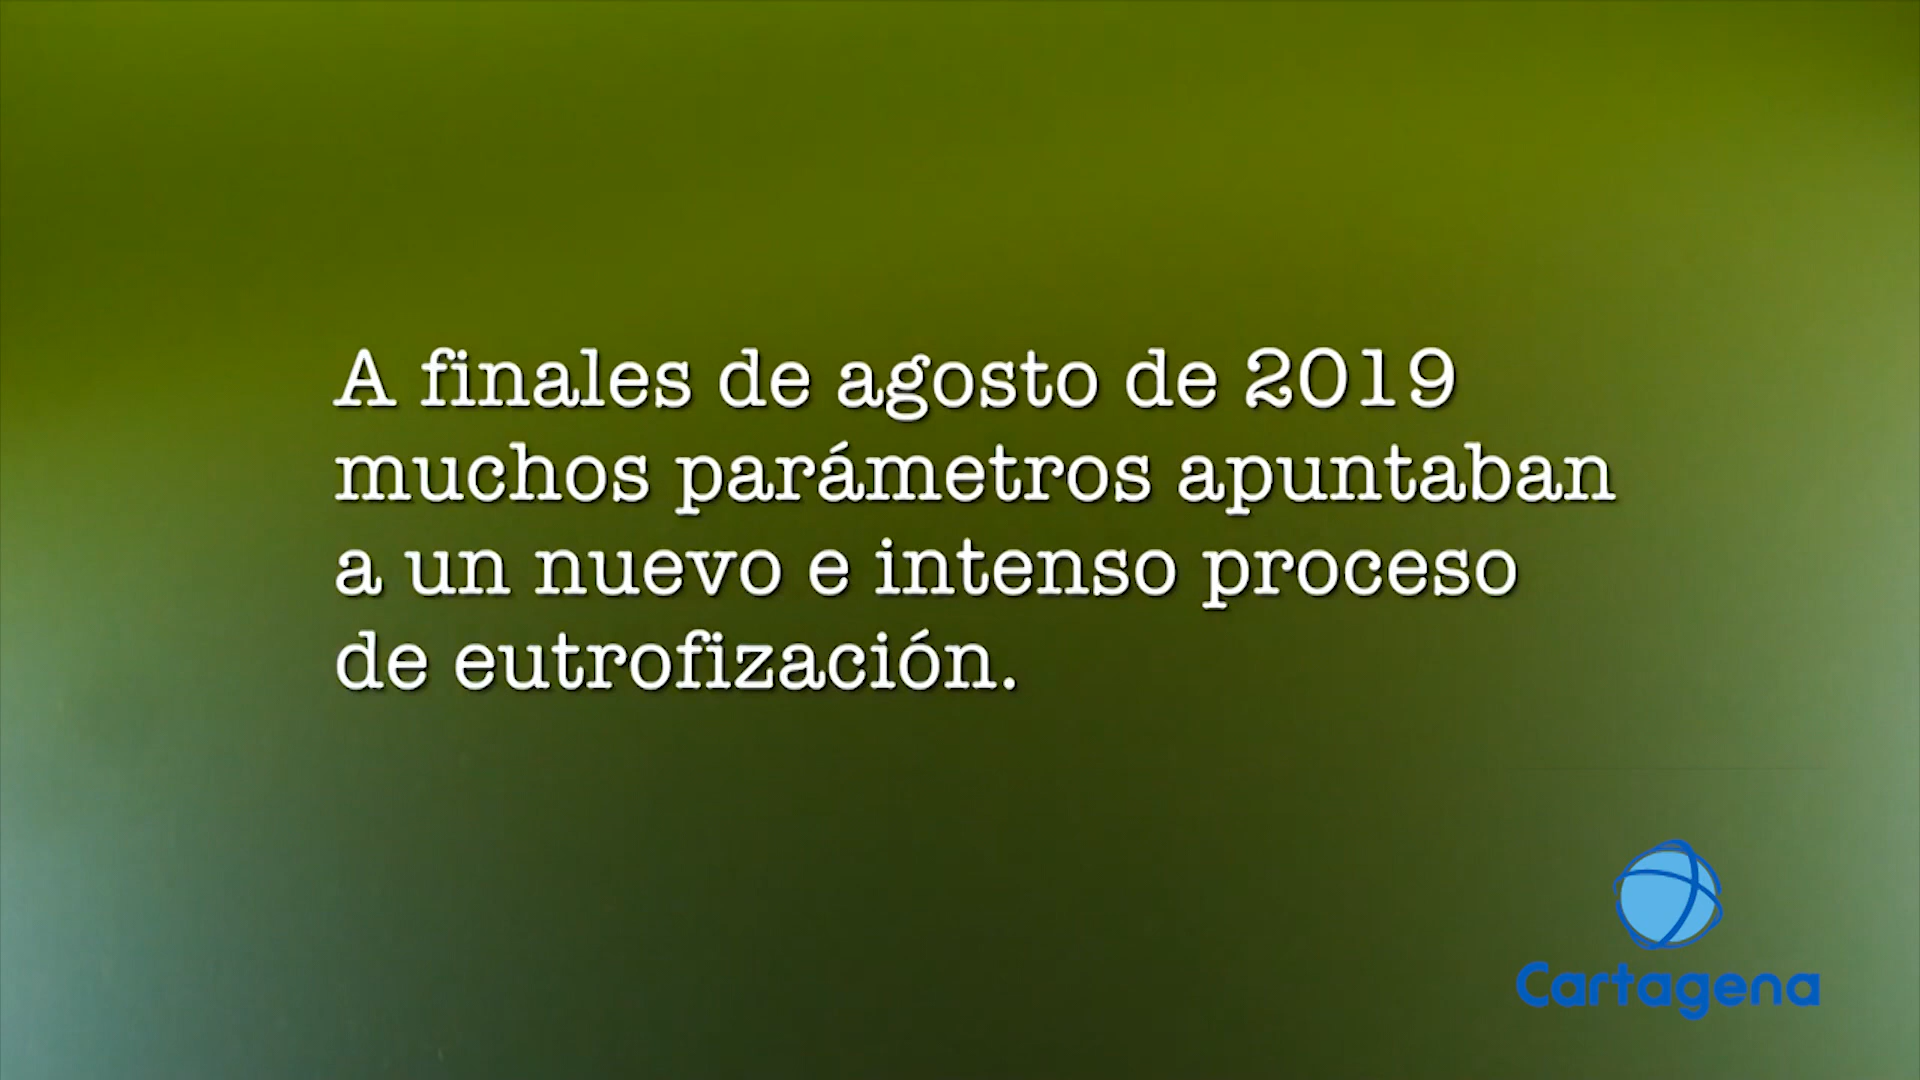 A finales de agosto de 2019
muchos parámetros apuntaban
a un nuevo e intenso proceso
de eutrofización.
Cartagena